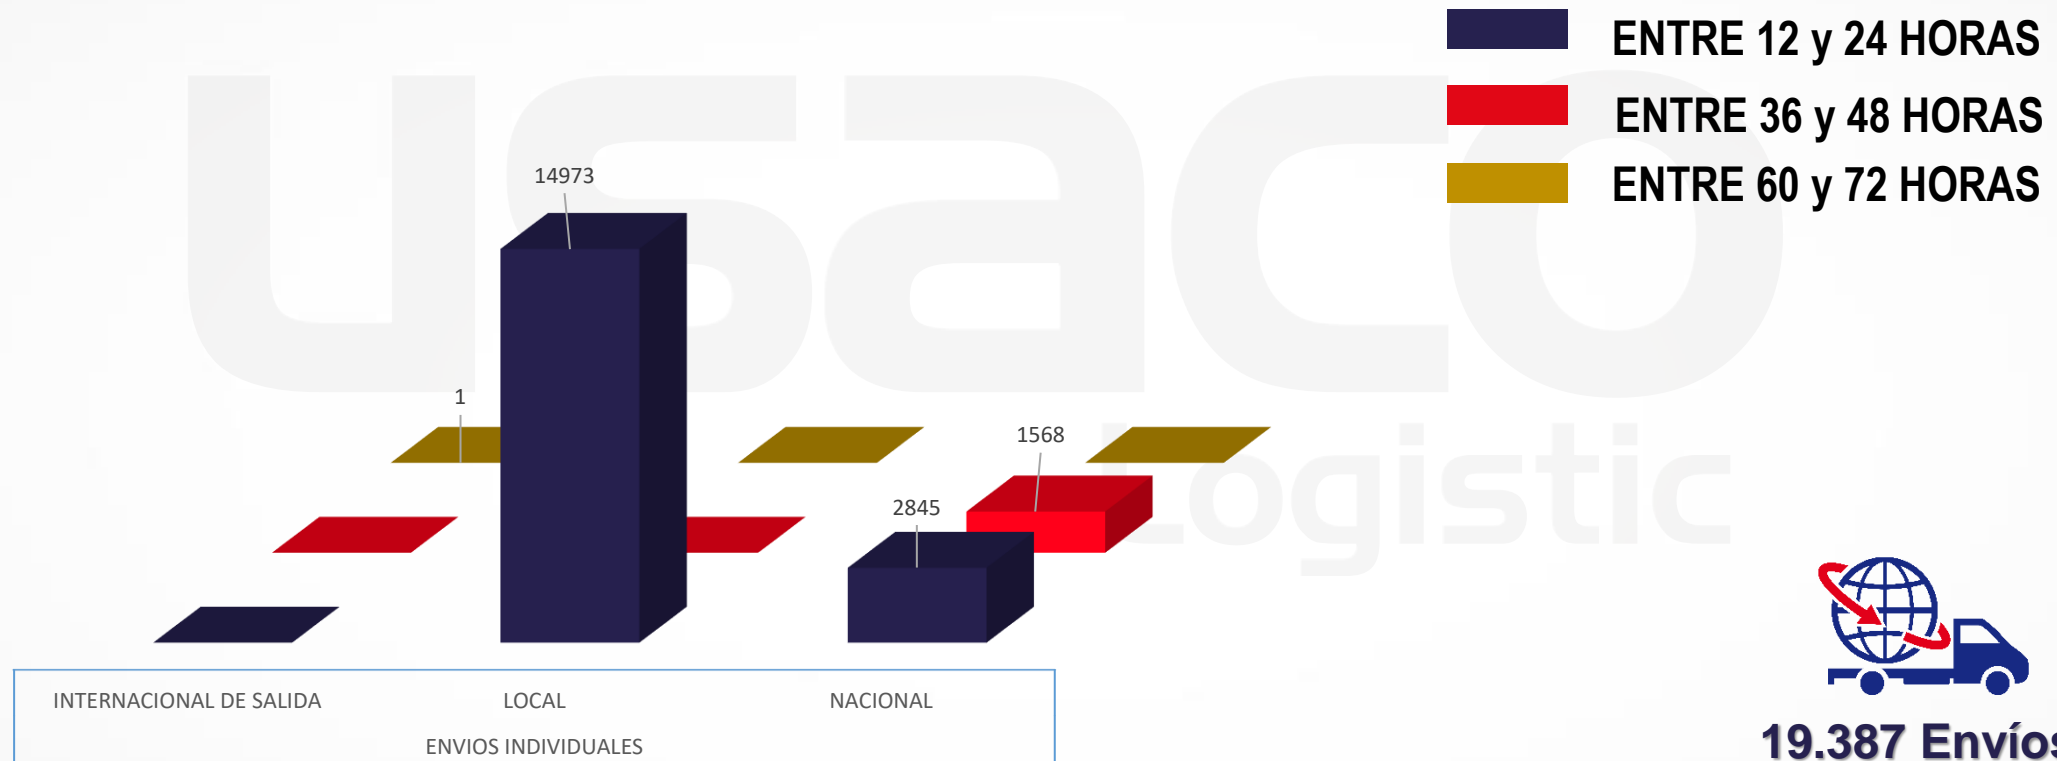 ENTRE 12 y 24 HORAS
ENTRE 36 y 48 HORAS
ENTRE 60 y 72 HORAS
usaco
Logistic
14973
1
1568
2845
INTERNACIONAL DE SALIDA LOCAL NACIONAL
ENVIOS INDIVIDUALES
19.387 Envíos